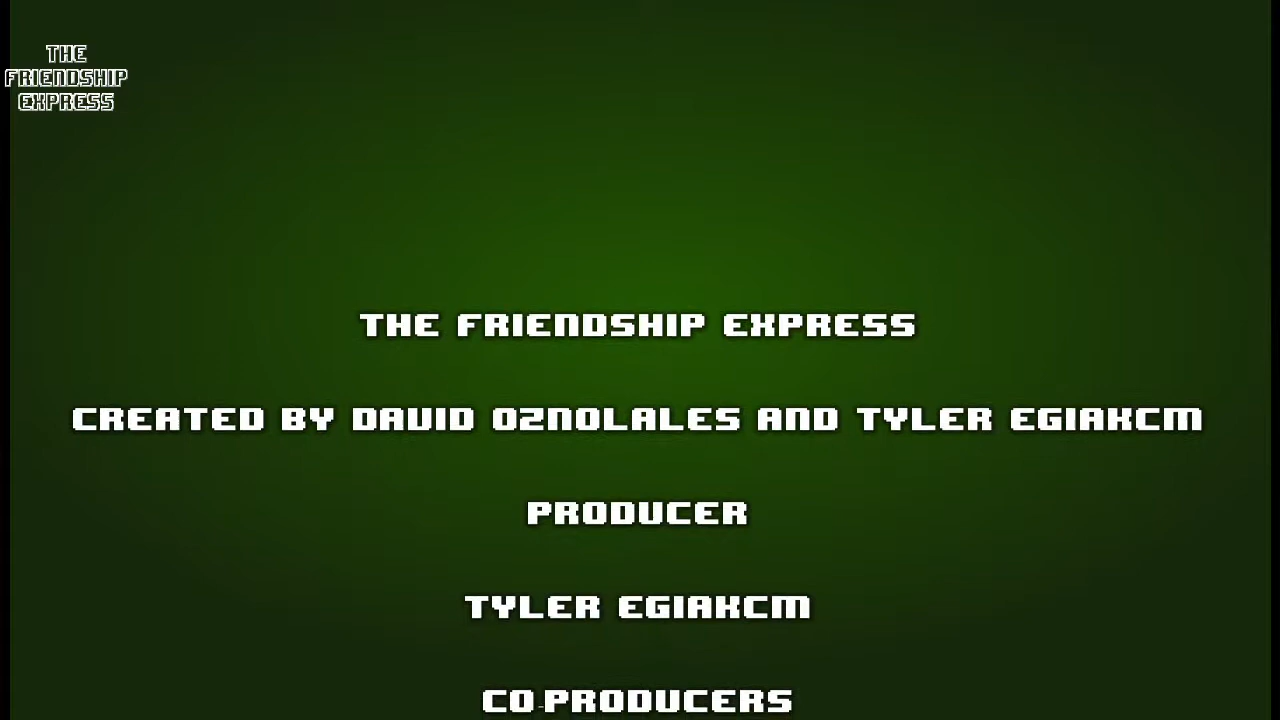 THE
FRIENDSHIP
EXPRESS
THE FRIENDSHIP EXPRESS
CREATED BY DAVID OZNOLALES AND TYLER EGIAKCM
PRODUCER
TYLER EGIAKCM
CO-PRODUCERS